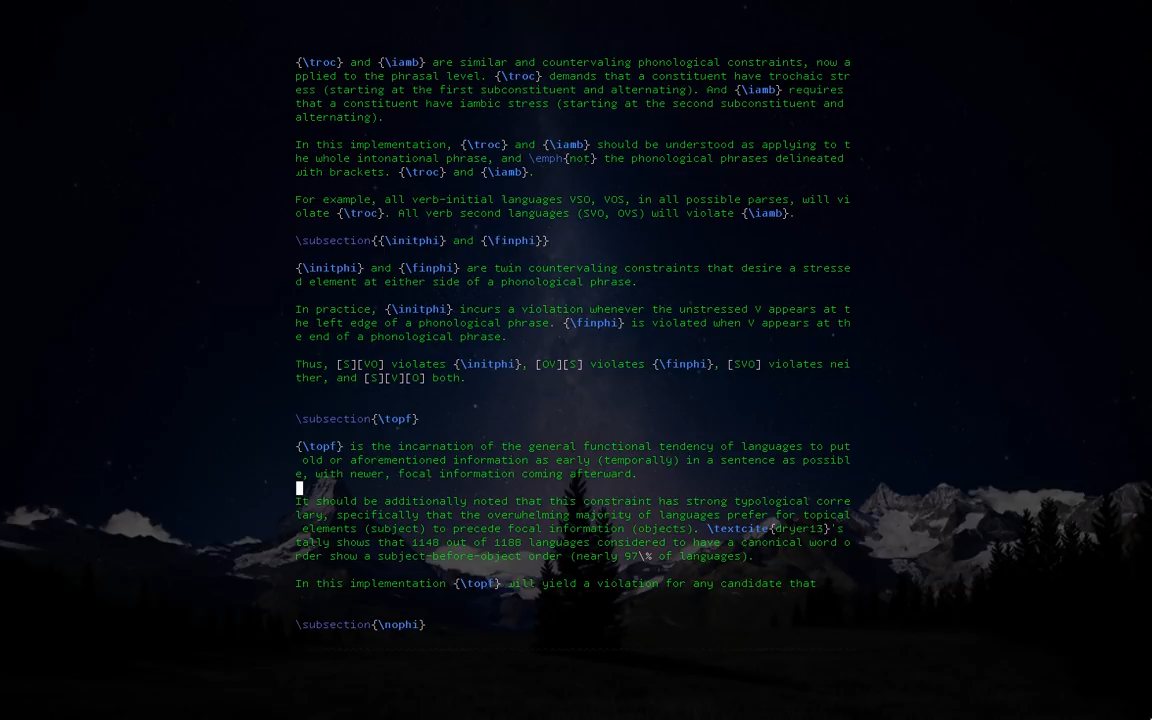 {\troc} and {\iamb} are similar and countervaling phonological constraints, now a
pplied to the phrasal level. {\troc} demands that a constituent have trochaic str
ess (starting at the first subconstituent and alternating). And {\iamb} requires
that a constituent have iambic stress (starting at the second subconstituent and
alternating).
In this implementation, {\troc} and {\iamb} should be understood as applying to t
he whole intonational phrase, and \emph{not} the phonological phrases delineated
with brackets. {\troc} and {\iamb}.
For example, all verb-initial languages VSO, VOS, in all possible parses, will vi
olate {\troc}. All verb second languages (SVO, OVS) will violate {\iamb}.
\subsection{{\initphi} and {\finphi}}
{\initphi} and {\finphi} are twin countervaling constraints that desire a stresse
d element at either side of a phonological phrase.
In practice, {\initphi} incurs a violation whenever the unstressed V appears at t
he left edge of a phonological phrase. {\finphi} is violated when V appears at th
e end of a phonological phrase.
Thus, [S][VO] violates {\initphi}, [OV][S] violates {\finphi}, [SVO] violates nei
ther, and [S][V][O] both.
\subsection{\topf}
{\topf} is the incarnation of the general functional tendency of languages to put
old or aforementioned information as early (temporally) in a sentence as possibl
e, with newer, focal information coming afterward.
It should be additionally noted that this constraint has strong typological corre
lary, specifically that the overwhelming majority of languages prefer for topical
elements (subject) to precede focal information (objects). \textcite{dryer13}'s
tally shows that 1148 out of 1188 languages considered to have a canonical word o
rder show a subject-before-object order (nearly 97\% of languages).
In this implementation {\topf} will yield a violation for any candidate that
\subsection{\nophi}